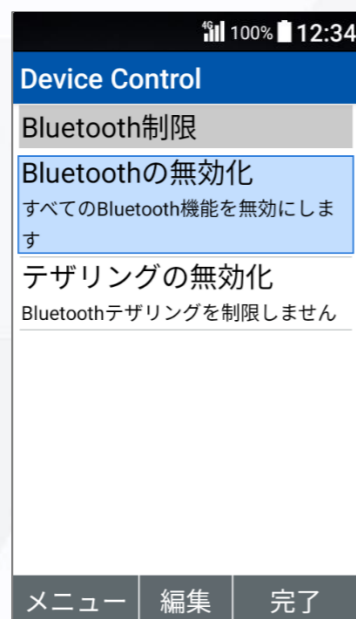 4G 100% 12:34
Device Control
Bluetooth制限
Bluetoothの無効化
すべてのBluetooth機能を無効にしま
す
テザリングの無効化
Bluetoothテザリングを制限しません
メニュー 編集 完了